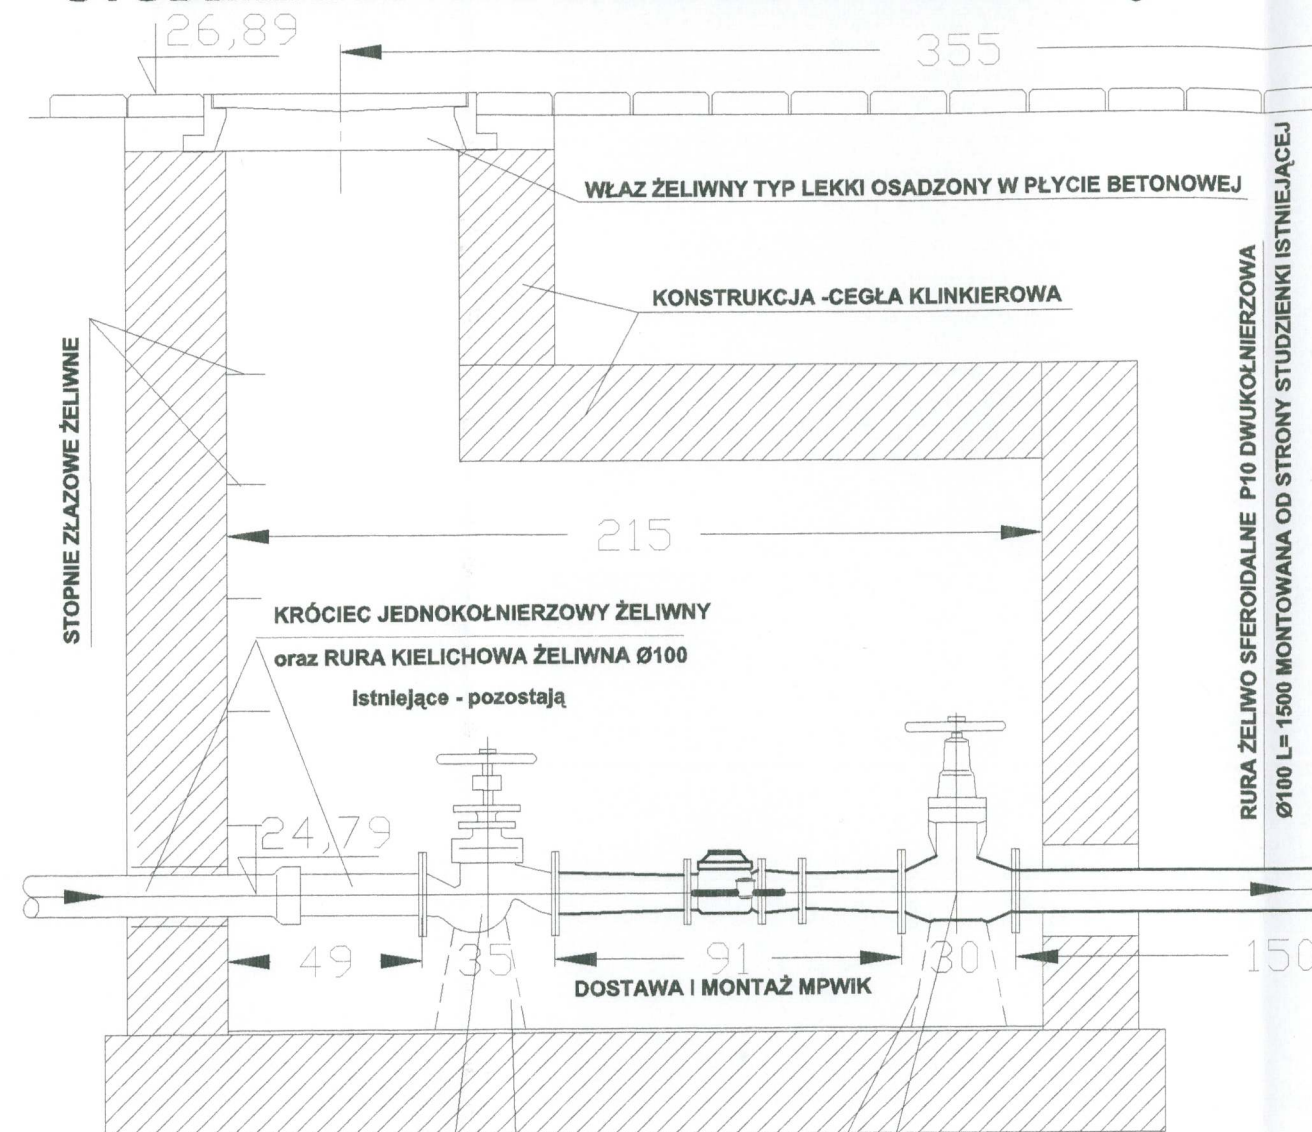 26,89
355
WŁAZ ŻELIWNY TYP LEKKI OSADZONY W PŁYCIE BETONOWEJ
KONSTRUKCJA -CEGŁA KLINKIEROWA
STOPNIE ZŁAZOWE ŻELIWNE
RURA ŻELIWO SFEROIDALNE P10 DWUKOŁNIERZOWA
Ø100 L= 1500 MONTOWANA OD STRONY STUDZIENKI ISTNIEJĄCEJ
215
KRÓCIEC JEDNOKOŁNIERZOWY ŻELIWNY
oraz RURA KIELICHOWA ŻELIWNA Ø100
Istniejące - pozostają
24,79
49
35
91
30
150
DOSTAWA I MONTAŻ MPWIK